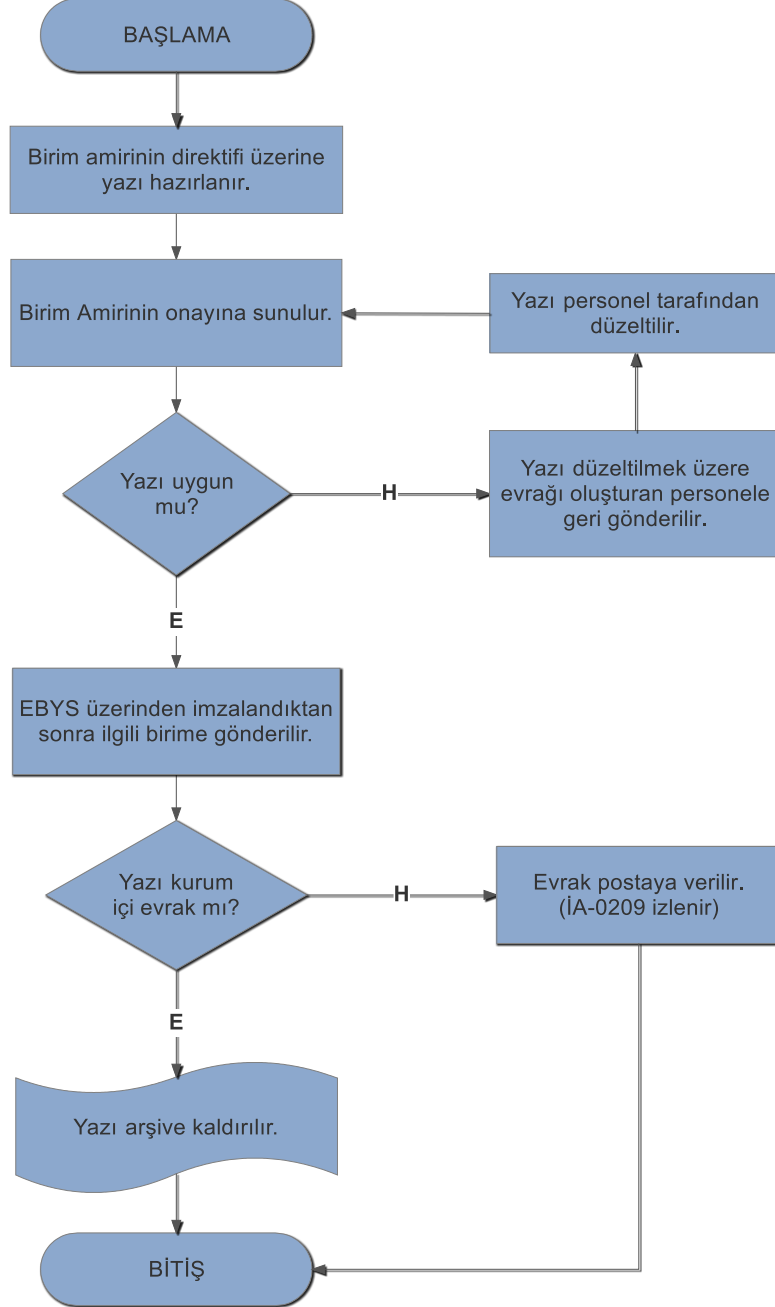 BAŞLAMA
Birim amirinin direktifi üzerine
yazı hazırlanır.
Birim Amirinin onayına sunulur.
Yazı personel tarafından
düzeltilir.
Yazı uygun
mu?
H
Yazı düzeltilmek üzere
evrağı oluşturan personele
geri gönderilir.
E
EBYS üzerinden imzalandıktan
sonra ilgili birime gönderilir.
Yazı kurum
içi evrak mı?
H
Evrak postaya verilir.
(İA-0209 izlenir)
E
Yazı arşive kaldırılır.
BİTİŞ